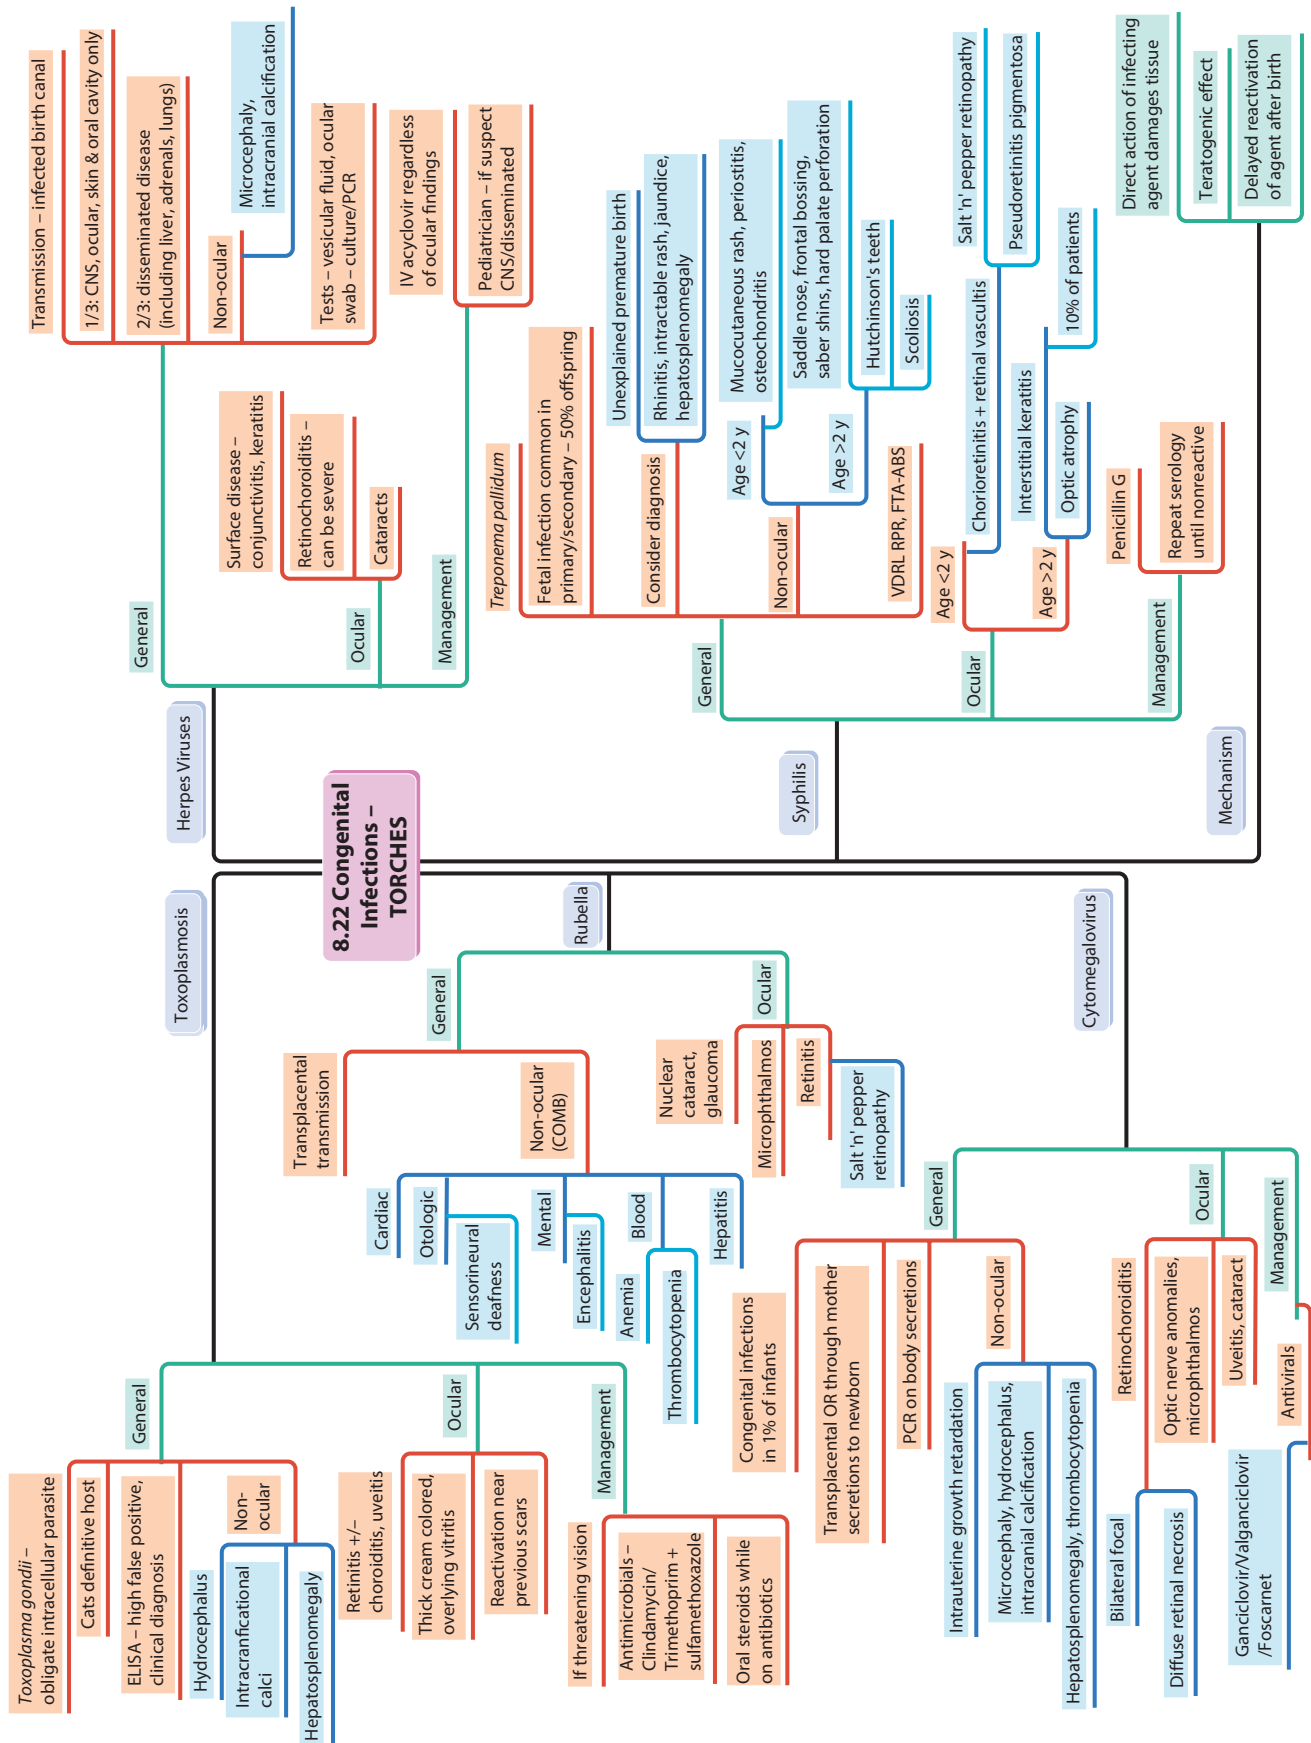 8.22 Congenital
Infections –
TORCHES
Toxoplasmosis
General
Toxoplasma gondii –
obligate intracellular parasite
Cats definitive host
ELISA – high false positive,
clinical diagnosis
Non-
ocular
Hydrocephalus
Intracranficational
calci
Hepatosplenomegaly
Ocular
Retinitis +/–
choroiditis, uveitis
Thick cream colored,
overlying vitritis
Reactivation near
previous scars
Management
If threatening vision
Antimicrobials –
Clindamycin/
Trimethoprim +
sulfamethoxazole
Oral steroids while
on antibiotics
Rubella
General
Transplacental
transmission
Non-ocular
(COMB)
Cardiac
Otologic
Sensorineural
deafness
Mental
Encephalitis
Blood
Anemia
Thrombocytopenia
Hepatitis
Ocular
Nuclear
cataract,
glaucoma
Microphthalmos
Retinitis
Salt 'n' pepper
retinopathy
Cytomegalovirus
General
Congenital infections
in 1% of infants
Transplacental OR through mother
secretions to newborn
PCR on body secretions
Non-ocular
Intrauterine growth retardation
Microcephaly, hydrocephalus,
intracranial calcification
Hepatosplenomegaly, thrombocytopenia
Ocular
Retinochoroiditis
Bilateral focal
Diffuse retinal necrosis
Optic nerve anomalies,
microphthalmos
Uveitis, cataract
Management
Antivirals
Ganciclovir/Valganciclovir
/Foscarnet
Herpes Viruses
General
Transmission – infected birth canal
1/3: CNS, ocular, skin & oral cavity only
2/3: disseminated disease
(including liver, adrenals, lungs)
Non-ocular
Microcephaly,
intracranial calcification
Tests – vesicular fluid, ocular
swab – culture/PCR
Ocular
Surface disease –
conjunctivitis, keratitis
Retinochoroiditis –
can be severe
Cataracts
Management
IV acyclovir regardless
of ocular findings
Pediatrician – if suspect
CNS/disseminated
Syphilis
General
Treponema pallidum
Fetal infection common in
primary/secondary – 50% offspring
Consider diagnosis
Unexplained premature birth
Rhinitis, intractable rash, jaundice,
hepatosplenomegaly
Non-ocular
Age <2 y
Mucocutaneous rash, periostitis,
osteochondritis
Age >2 y
Saddle nose, frontal bossing,
saber shins, hard palate perforation
Hutchinson's teeth
Scoliosis
VDRL RPR, FTA-ABS
Ocular
Age <2 y
Chorioretinitis + retinal vascultis
Salt 'n' pepper retinopathy
Pseudoretinitis pigmentosa
Age > 2 y
Interstitial keratitis
10% of patients
Optic atrophy
Management
Penicillin G
Repeat serology
until nonreactive
Mechanism
Direct action of infecting
agent damages tissue
Teratogenic effect
Delayed reactivation
of agent after birth